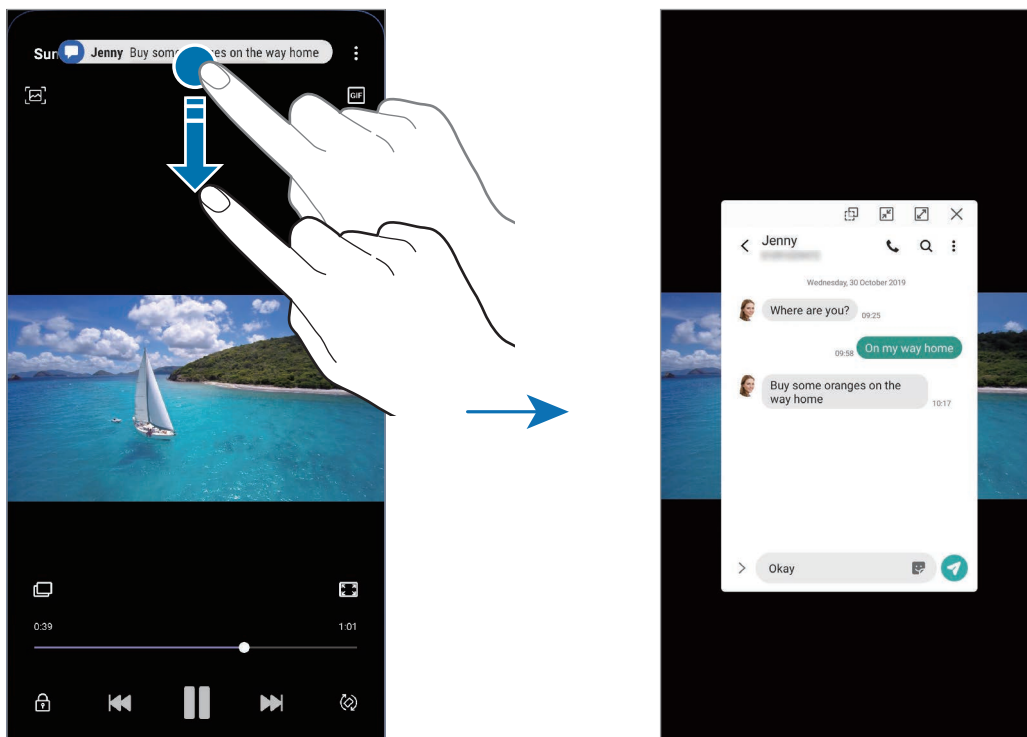 Sun
Jenny Buy some oranges on the way home
GIF
0:39
1:01
Jenny
Wednesday, 30 October 2019
Where are you?
09:25
09:58
On my way home
Buy some oranges on the
way home
10:17
Okay